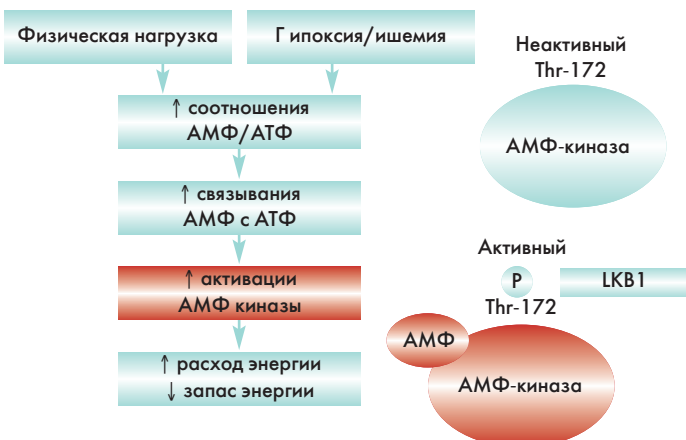 Физическая нагрузка
Г ипоксия/ишемия
↑ соотношения
АМФ/АТФ
↑ связывания
АМФ с АТФ
↑ активации
АМФ киназы
↑ расход энергии
↓ запас энергии
Неактивный
Thr-172
АМФ-киназа
Активный
P
LKB1
Thr-172
АМФ
АМФ-киназа